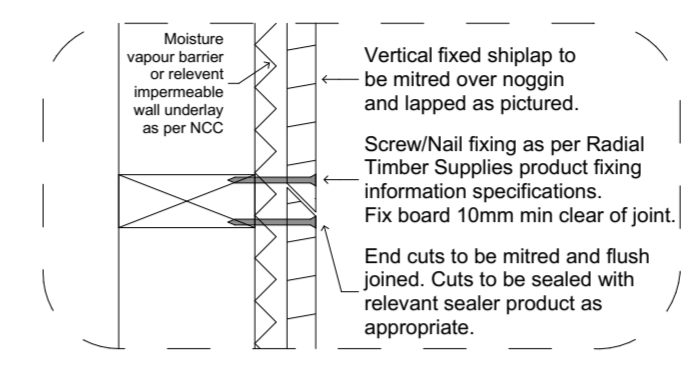 Moisture
vapour barrier
or relevent
impermeable
wall underlay
as per NCC
Vertical fixed shiplap to
be mitred over noggin
and lapped as pictured.
Screw/Nail fixing as per Radial
Timber Supplies product fixing
information specifications.
Fix board 10mm min clear of joint.
End cuts to be mitred and flush
joined. Cuts to be sealed with
relevant sealer product as
appropriate.